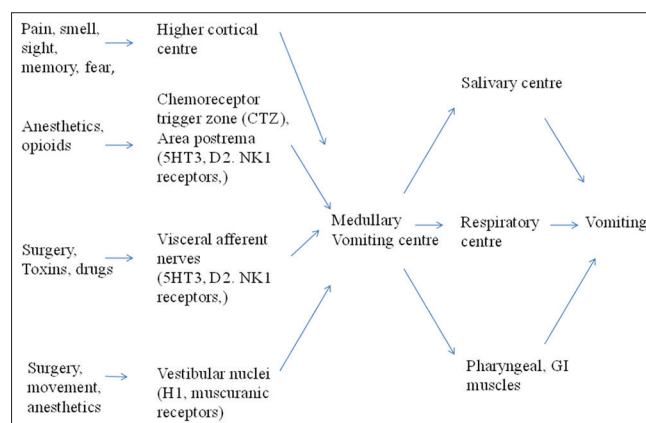 Pain, smell,
sight,
memory, fear,
Higher cortical
centre
Anesthetics,
opioids
Chemoreceptor
trigger zone (CTZ),
Area postrema
(5HT3, D2. NK1
receptors,)
Surgery,
Toxins, drugs
Visceral afferent
nerves
(5HT3, D2. NK1
receptors,)
Surgery,
movement,
anesthetics
Vestibular nuclei
(H1, muscuranic
receptors)
Medullary
Vomiting centre
Salivary centre
Respiratory
centre
Pharyngeal, GI
muscles
Vomiting